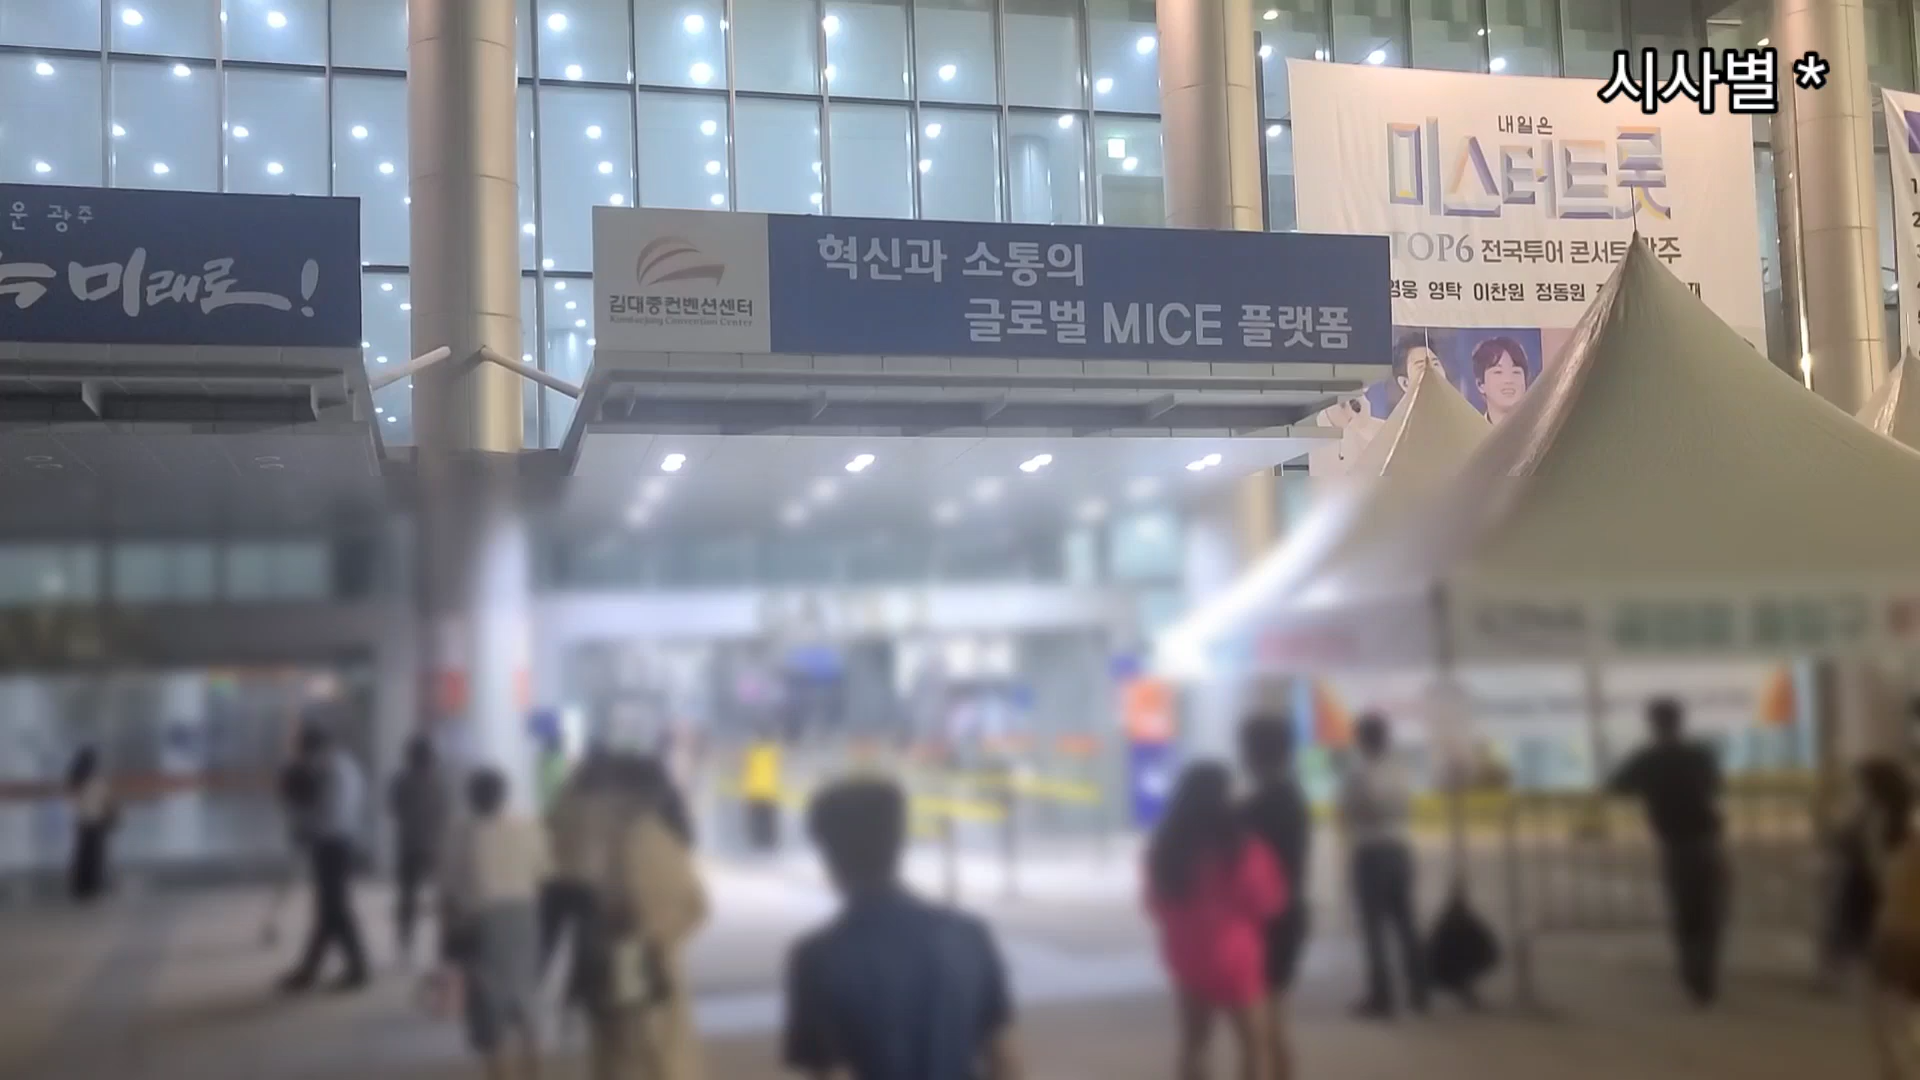 시사별 *
내일은
미스터트롯
TOP6 전국투어 콘서트
영탁 이찬원 정동원
운 광주
미래로!
혁신과 소통의
글로벌 MICE 플랫폼
김대중컨벤션센터
Kimdaejung Convention Center